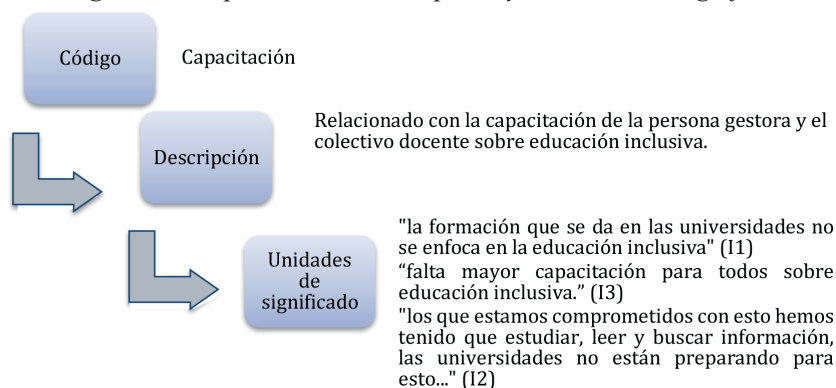 Código
Capacitación
Relacionado con la capacitación de la persona gestora y el
colectivo docente sobre educación inclusiva.
Descripción
"la formación que se da en las universidades no
se enfoca en la educación inclusiva" (I1)
“falta mayor capacitación para todos sobre
educación inclusiva.” (I3)
"los que estamos comprometidos con esto hemos
tenido que estudiar, leer y buscar información,
las universidades no están preparando para
esto..." (I2)
Unidades
de
significado